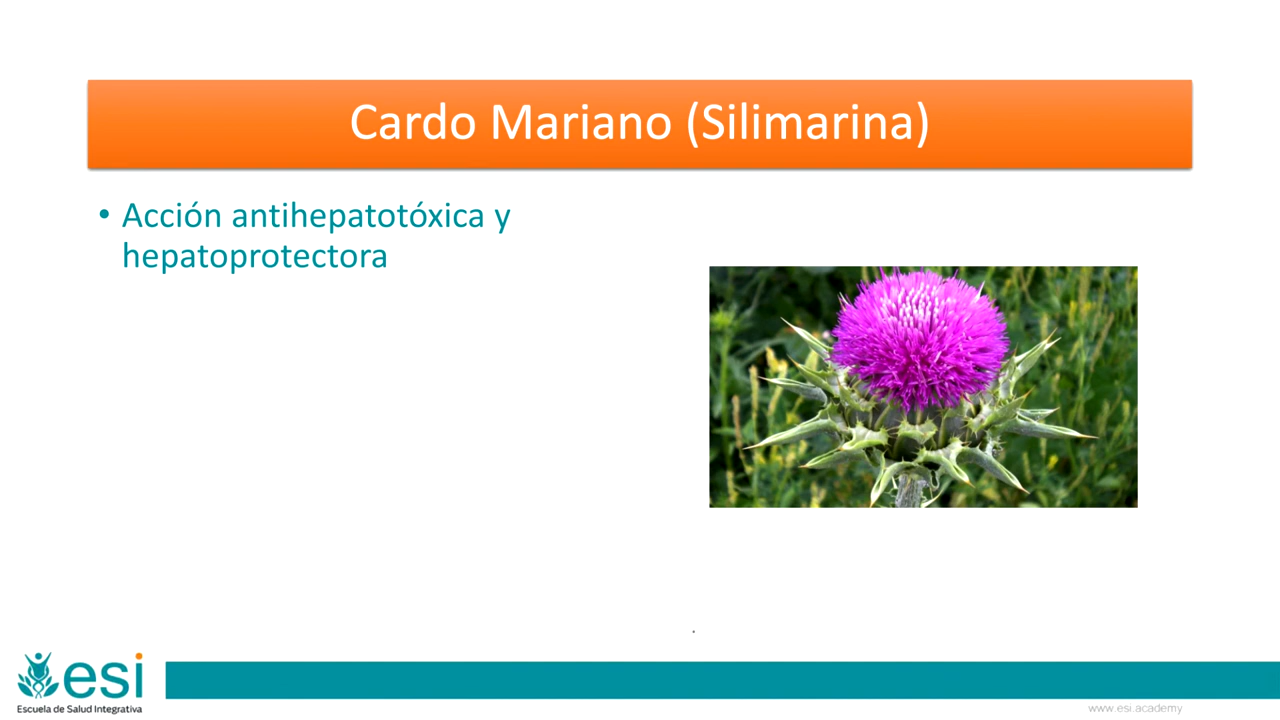 Cardo Mariano (Silimarina)
• Acción antihepatotóxica y
hepatoprotectora
.
esi
Escuela de Salud Integrativa
www.esi.academy